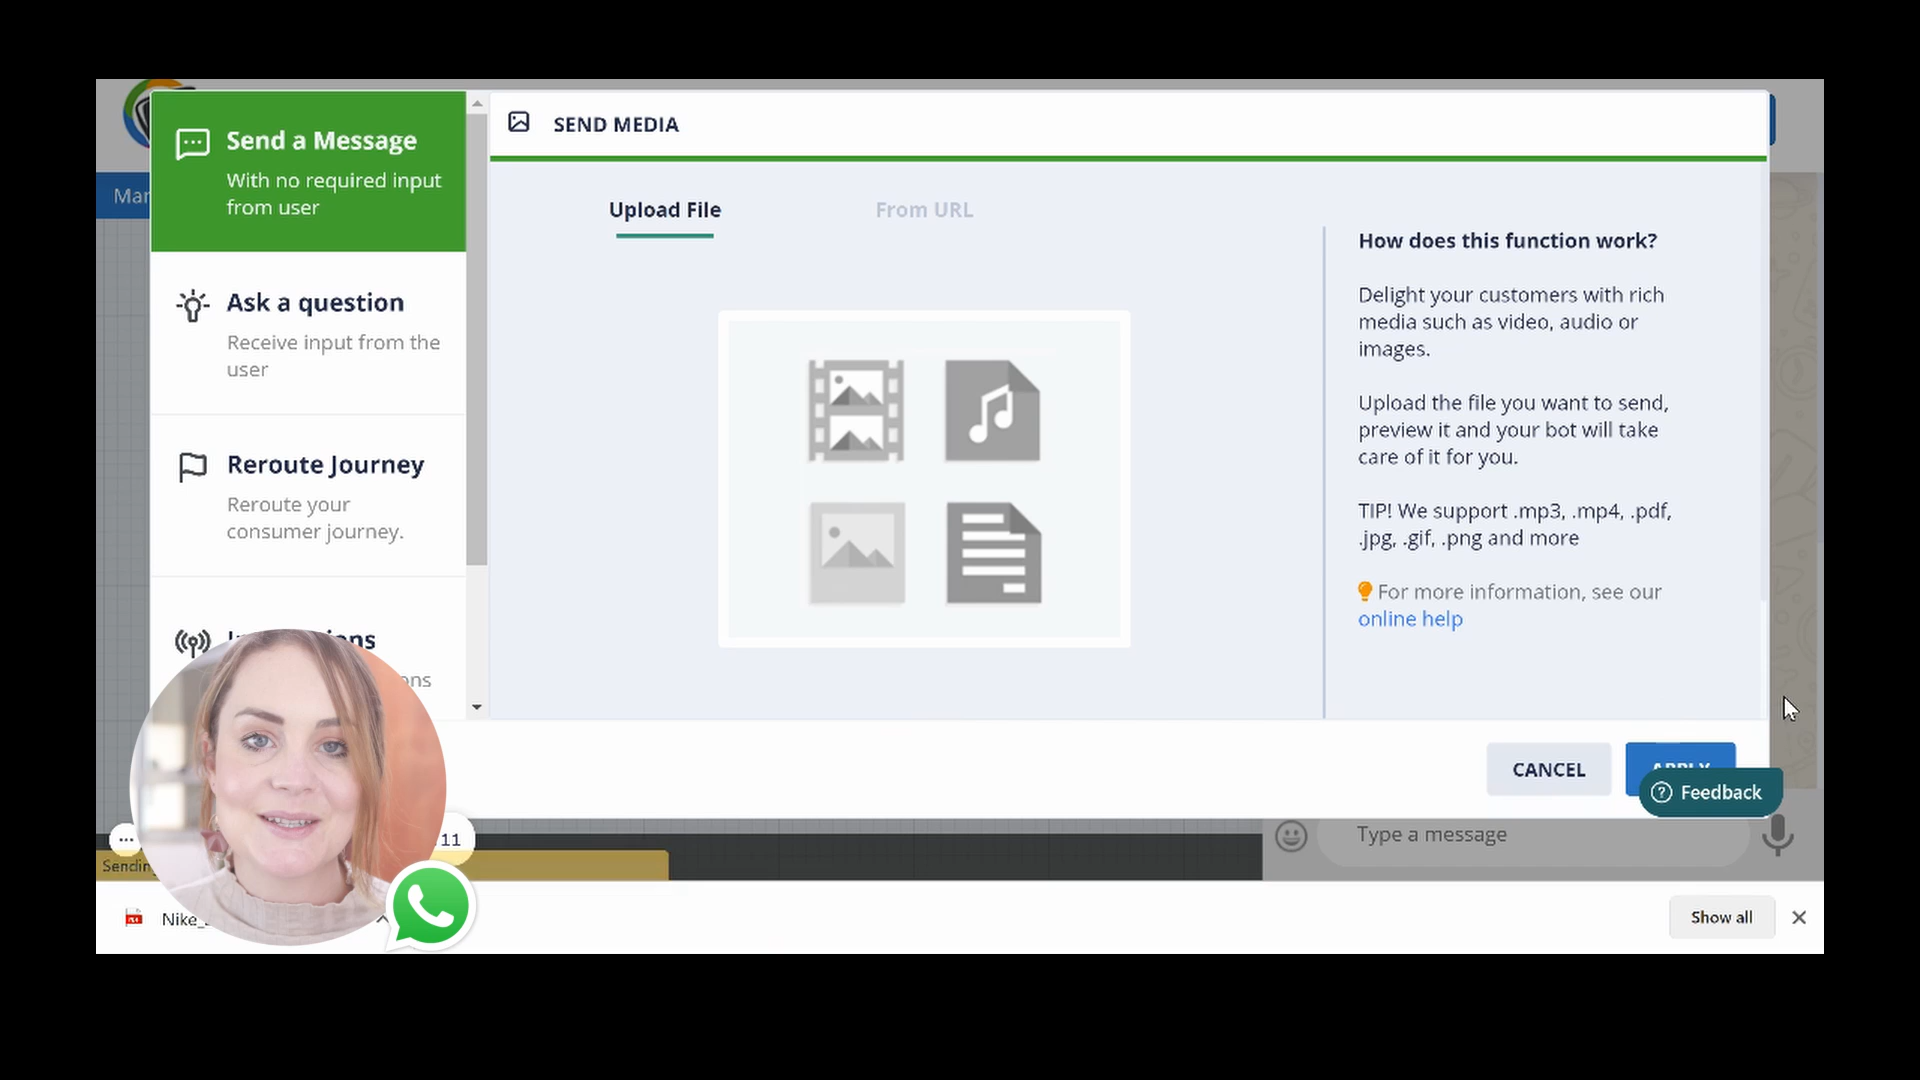 Mar
Send a Message
With no required input
from user
Ask a question
Receive input from the
user
Reroute Journey
Reroute your
consumer journey.
SEND MEDIA
Upload File
From URL
How does this function work?
Delight your customers with rich
media such as video, audio or
images.
Upload the file you want to send,
preview it and your bot will take
care of it for you.
TIP! We support .mp3, .mp4, .pdf,
.jpg, .gif, .png and more
For more information, see our
online help
CANCEL
APPLY
Feedback
11
Sending
Type a message
Nike_
Show all